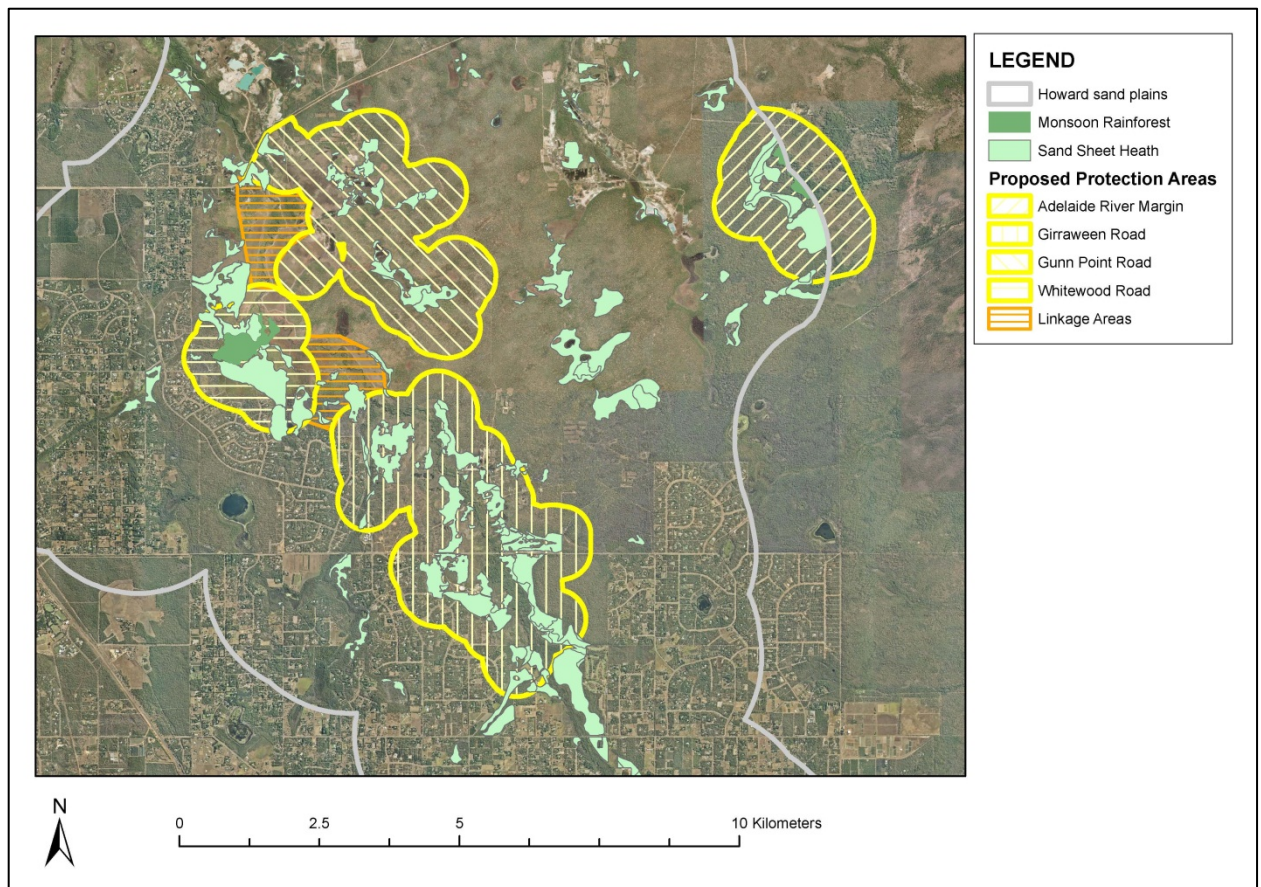 LEGEND
Howard sand plains
Monsoon Rainforest
Sand Sheet Heath
Proposed Protection Areas
Adelaide River Margin
Girraween Road
Gunn Point Road
Whitewood Road
Linkage Areas
N
0 2.5 5 10 Kilometers